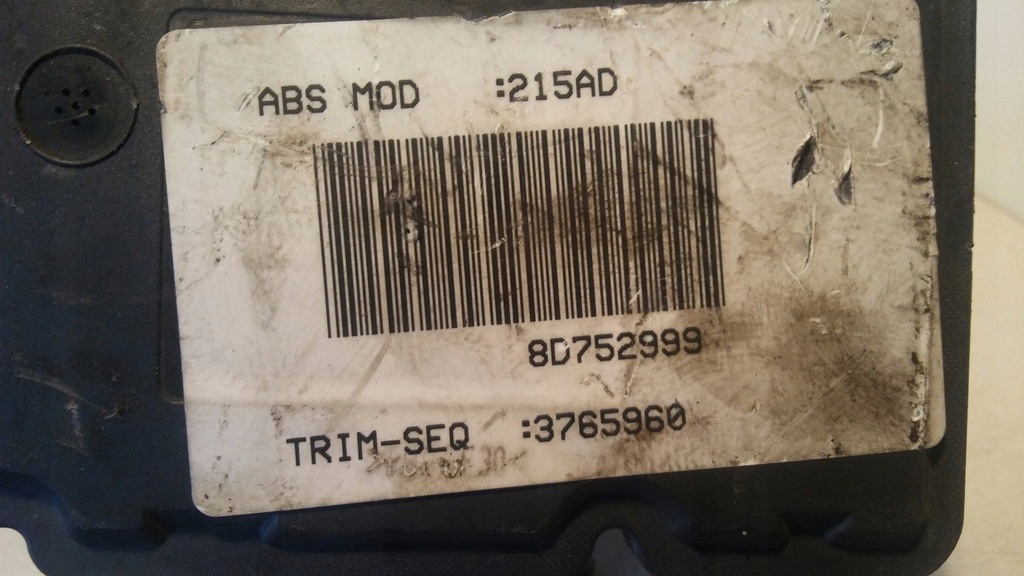 ABS MOD :215AD
8D752999
TRIM-SEQ :3765960